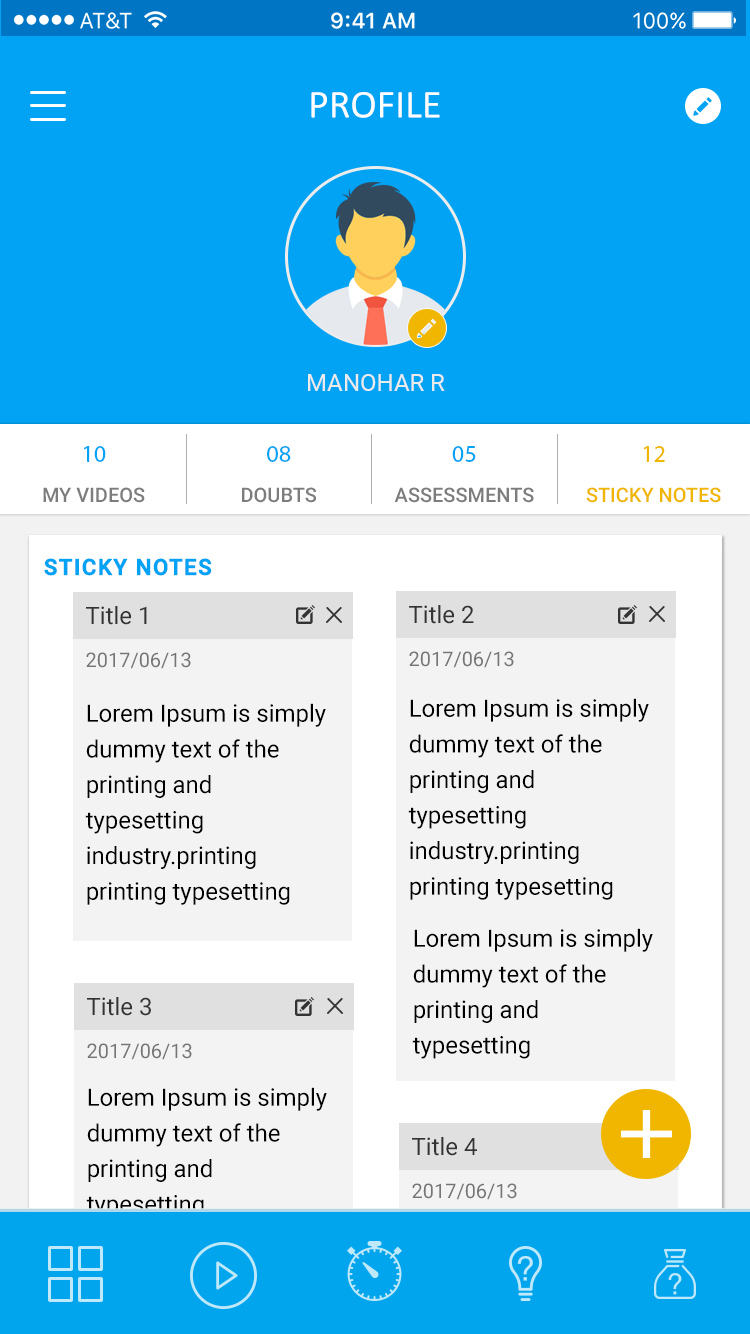 AT&T 9:41 AM 100%
PROFILE
MANOHAR R
10 08 05 12
MY VIDEOS DOUBTS ASSESSMENTS STICKY NOTES
STICKY NOTES
Title 1
2017/06/13
Lorem Ipsum is simply
dummy text of the
printing and
typesetting
industry.printing
printing typesetting
Title 2
2017/06/13
Lorem Ipsum is simply
dummy text of the
printing and
typesetting
industry.printing
printing typesetting
Lorem Ipsum is simply
dummy text of the
printing and
typesetting
Title 3
2017/06/13
Lorem Ipsum is simply
dummy text of the
printing and
typesetting
Title 4
2017/06/13